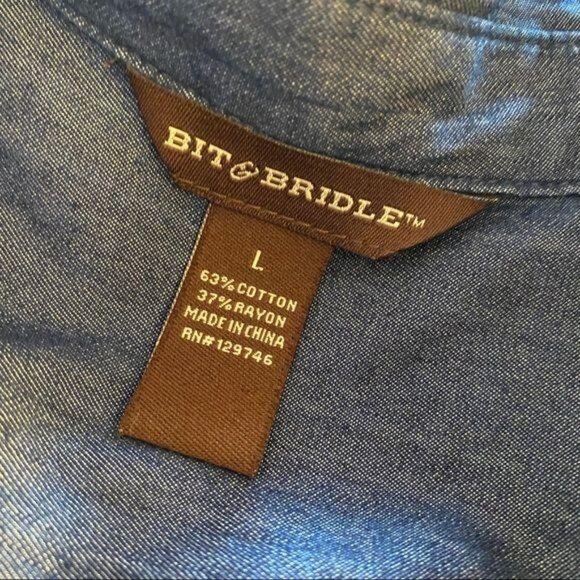 BIT & BRIDLE™
L
63% COTTON
37% RAYON
MADE IN CHINA
RN# 129746